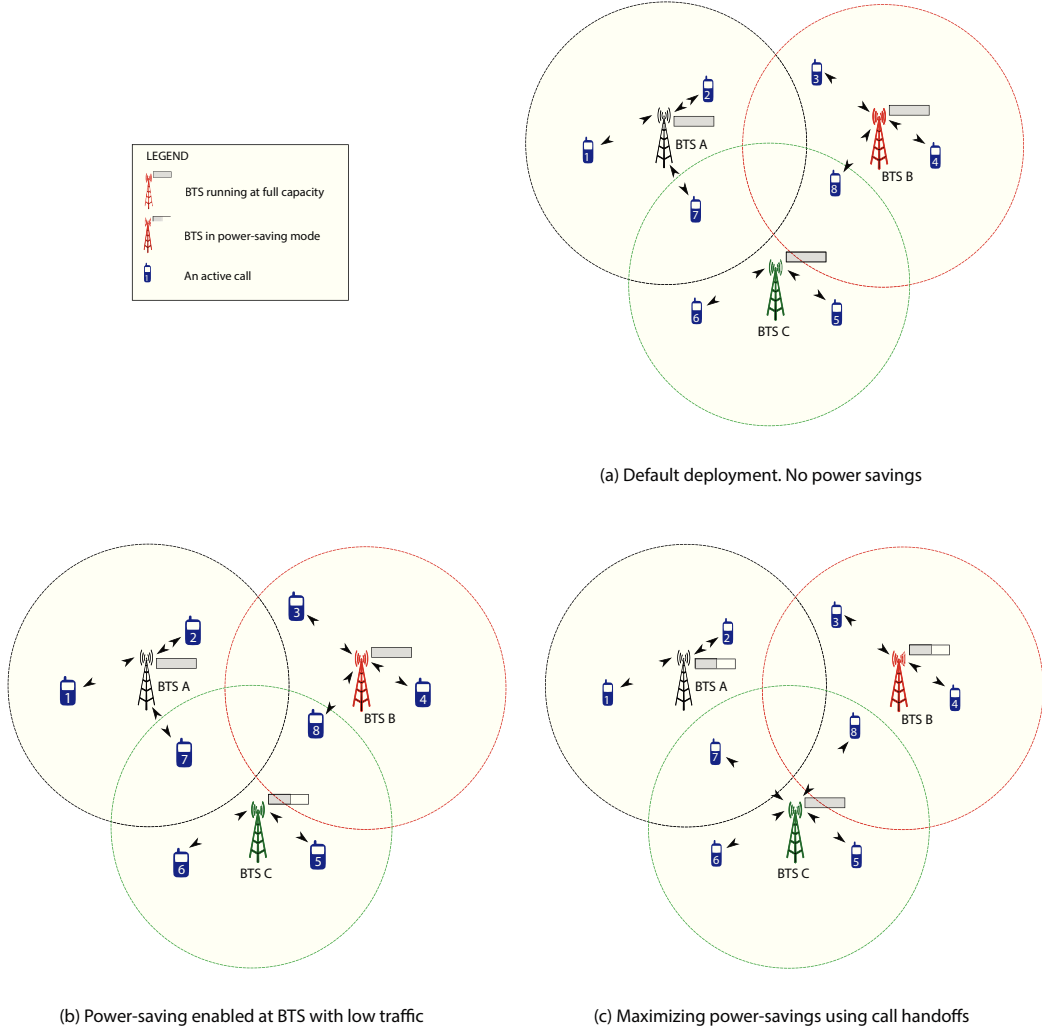 LEGEND
BTS running at full capacity
BTS in power-saving mode
1
An active call
3
2
BTS A
1
BTS B
4
8
7
BTS C
6
5
(a) Default deployment. No power savings
3
2
BTS A
1
BTS B
4
8
7
BTS C
6
5
(b) Power-saving enabled at BTS with low traffic
3
2
BTS A
1
BTS B
4
8
7
BTS C
6
5
(c) Maximizing power-savings using call handoffs